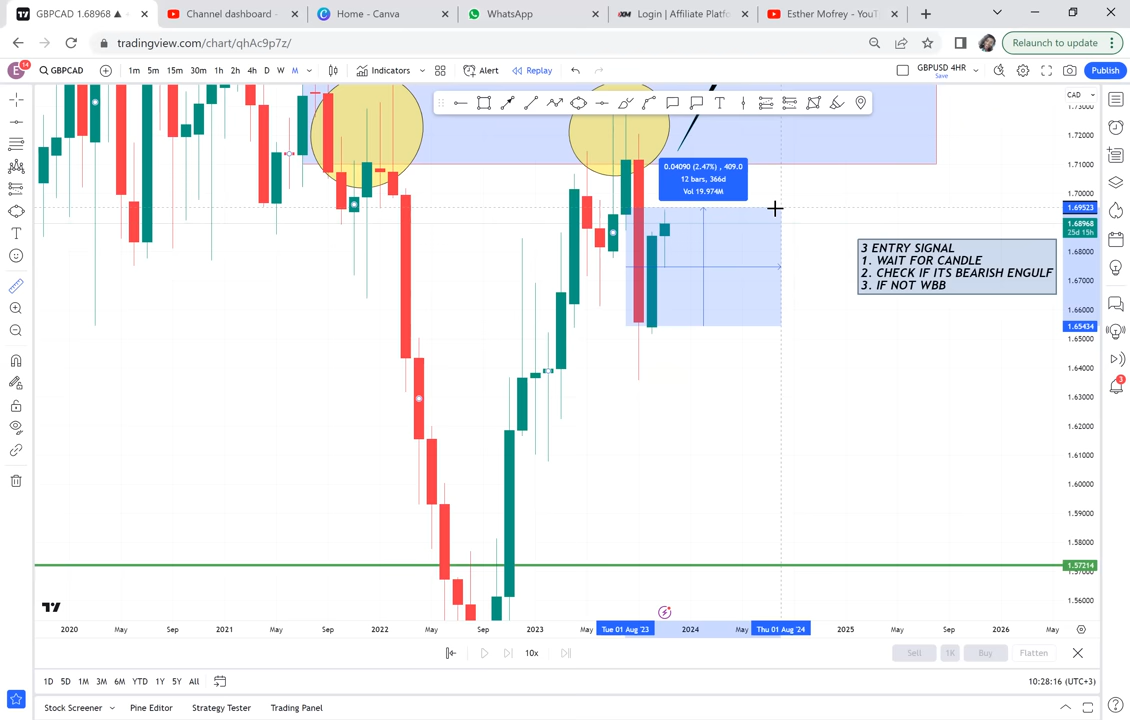 GBPCAD 1.68968 ▲
Channel dashboard
Home - Canva
WhatsApp
Login | Affiliate Platf
Esther Mofrey - YouT
tradingview.com/chart/qhAc9p7z/
Relaunch to update
E
14
GBPCAD
1m 5m 15m 30m 1h 2h 4h D W M
Indicators
Alert
Replay
GBPUSD 4HR
Save
Publish
CAD
1.73000
1.72000
1.71000
1.70000
1.69523
1.68968
25d 15h
1.68000
1.67000
1.66000
1.65434
1.65000
1.64000
1.63000
1.62000
1.61000
1.60000
1.59000
1.58000
1.57214
1.56000
0.04090 (2.47%) , 409.0
12 bars, 366d
Vol 19.974M
3 ENTRY SIGNAL
1. WAIT FOR CANDLE
2. CHECK IF ITS BEARISH ENGULF
3. IF NOT WBB
3
2020 May Sep 2021 May Sep 2022 May Sep 2023 May Tue 01 Aug '23 2024 May Thu 01 Aug '24 2025 May Sep 2026 May
10x
Sell 1K Buy Flatten
1D 5D 1M 3M 6M YTD 1Y 5Y All
10:28:16 (UTC+3)
Stock Screener Pine Editor Strategy Tester Trading Panel